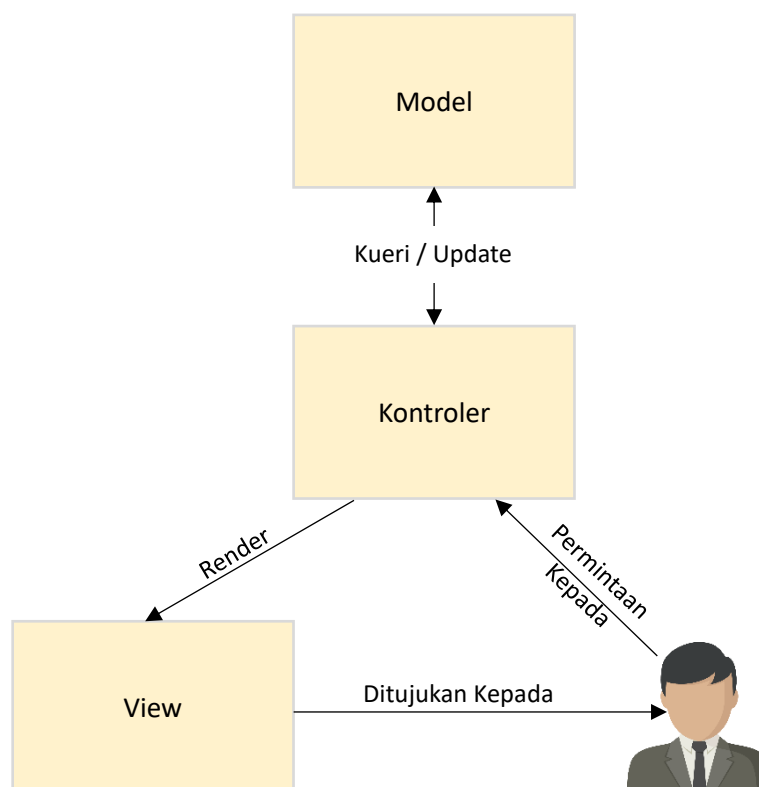 Model
Kueri / Update
Kontroler
Render
Permintaan
Kepada
View
Ditujukan Kepada